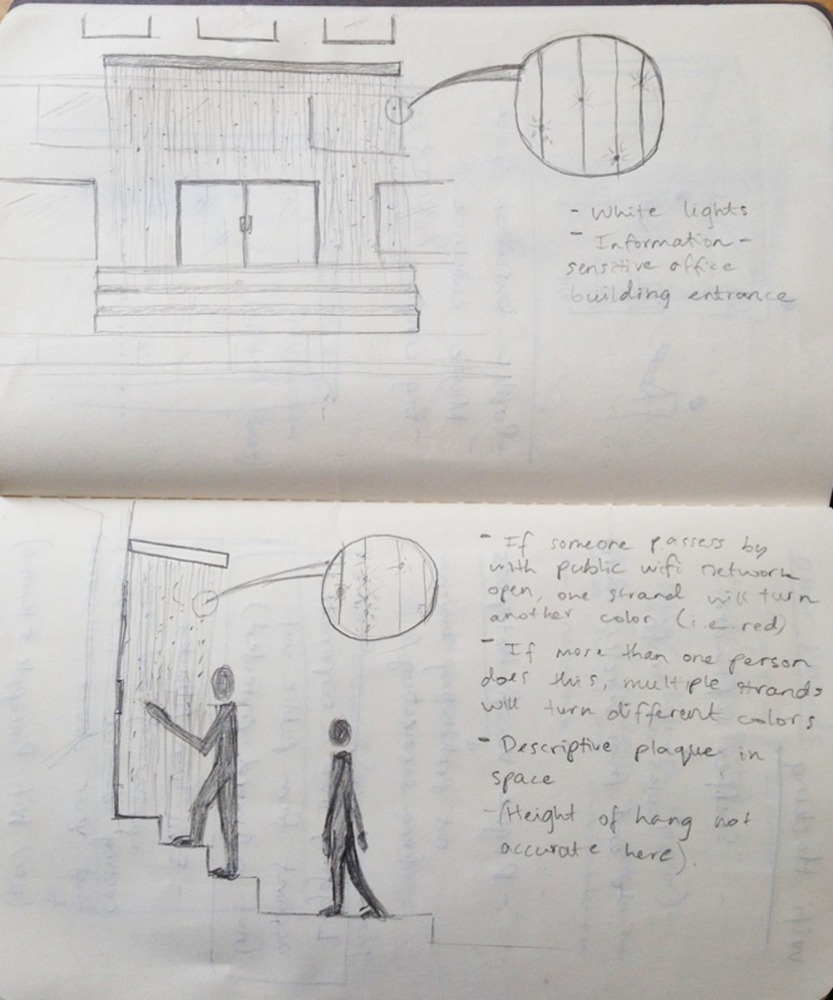 - White lights
- Information-
sensitive office
building entrance
- If someone passess by
with public wifi network
open, one strand will turn
another color (i.e. red)
- If more than one person
does this, multiple strands
will turn different colors
- Descriptive plaque in
space
- (Height of hang not
accurate here).